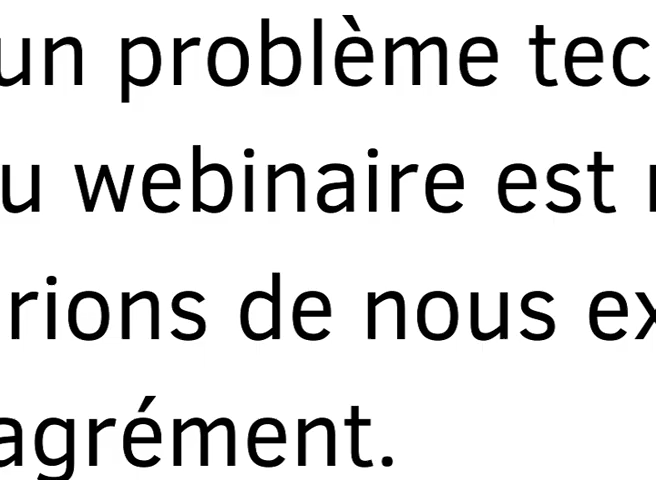 un problème tec
u webinaire est
rions de nous ex
agrément.